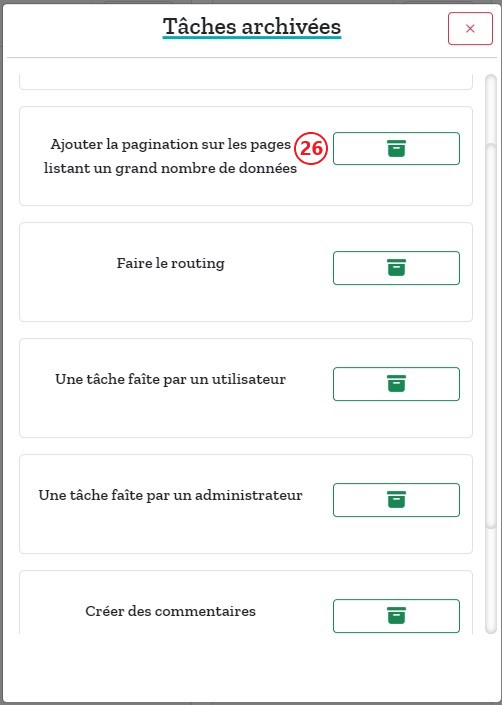 Tâches archivées
×
Ajouter la pagination sur les pages
listant un grand nombre de données
26
Faire le routing
Une tâche faîte par un utilisateur
Une tâche faîte par un administrateur
Créer des commentaires